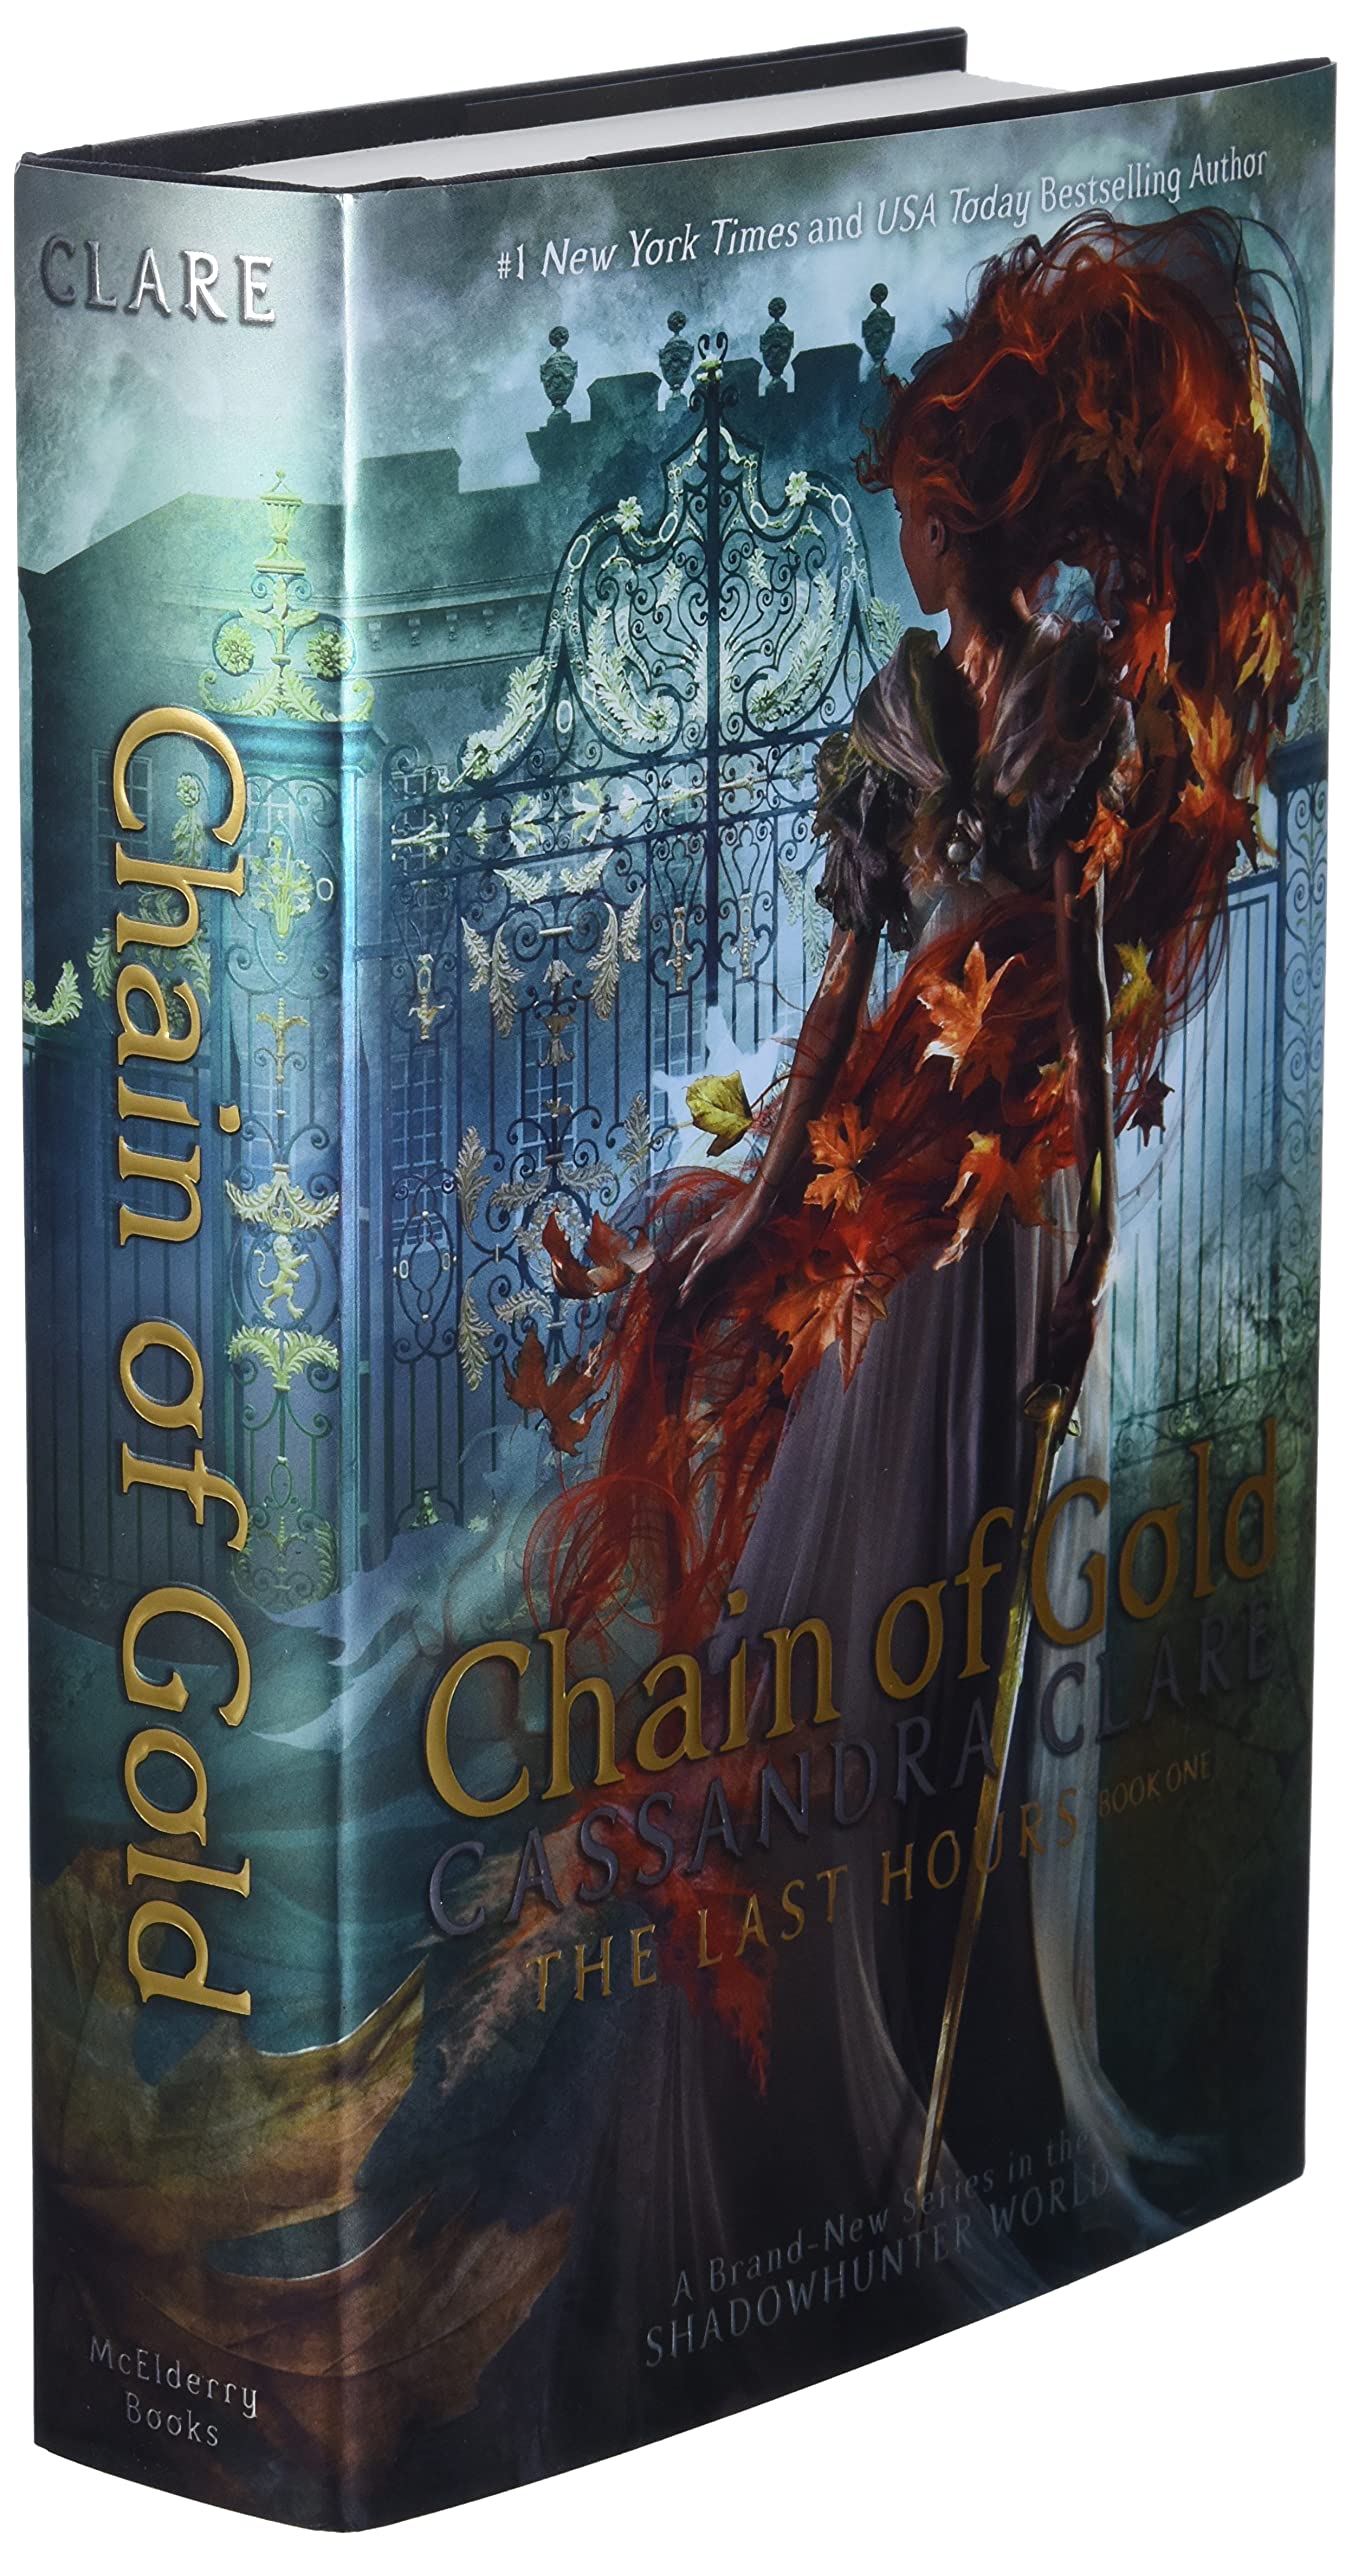 CLARE
Chain of Gold
McElderry
Books
#1 New York Times and USA Today Bestselling Author
Chain of Gold
CASSANDRA CLARE
THE LAST HOURS BOOK ONE
A Brand-New Series in the
SHADOWHUNTER WORLD